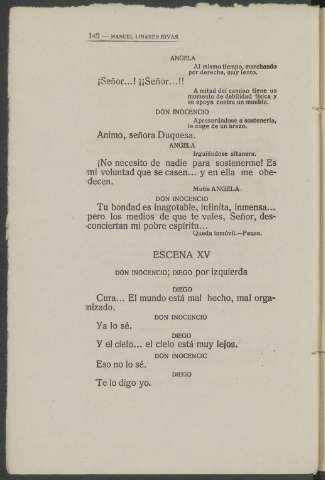 142 — MANUEL LINARES RIVAS
ANGELA
Al mismo tiempo, marchando
por derecha, muy lento.
¡Señor...! ¡¡Señor...!!
A mitad del camino tiene un
momento de debilidad física y
se apoya contra un mueble.
DON INOCENCIO
Apresurándose a sostenerla,
la coge de un brazo.
Animo, señora Duquesa.
ANGELA
Irguiéndose altanera.
¡No necesito de nadie para sostenerme! Es
mi voluntad que se casen... y en ella me obe-
decen.
Mutis ANGELA.
DON INOCENCIO
Tu bondad es inagotable, infinita, inmensa...
pero los medios de que te vales, Señor, des-
conciertan mi pobre espíritu...
Queda inmóvil.—Pausa.
ESCENA XV
DON INOCENCIO; DIEGO por izquierda
DIEGO
Cura... El mundo está mal hecho, mal orga-
nizado.
DON INOCENCIO
Ya lo sé.
DIEGO
Y el cielo... el cielo está muy lejos.
DON INOCENCIO
Eso no lo sé.
DIEGO
Te lo digo yo.